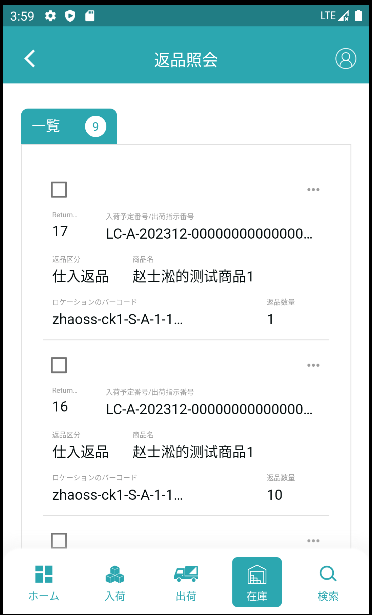 3:59 LTE
返品照会
一覧 9
Return...
入荷予定番号/出荷指示番号
17
LC-A-202312-00000000000000...
返品区分
商品名
仕入返品
赵士淞的测试商品1
ロケーションのバーコード
返品数量
zhaoss-ck1-S-A-1-1...
1
Return...
入荷予定番号/出荷指示番号
16
LC-A-202312-00000000000000...
返品区分
商品名
仕入返品
赵士淞的测试商品1
ロケーションのバーコード
返品数量
zhaoss-ck1-S-A-1-1...
10
ホーム
入荷
出荷
在庫
検索